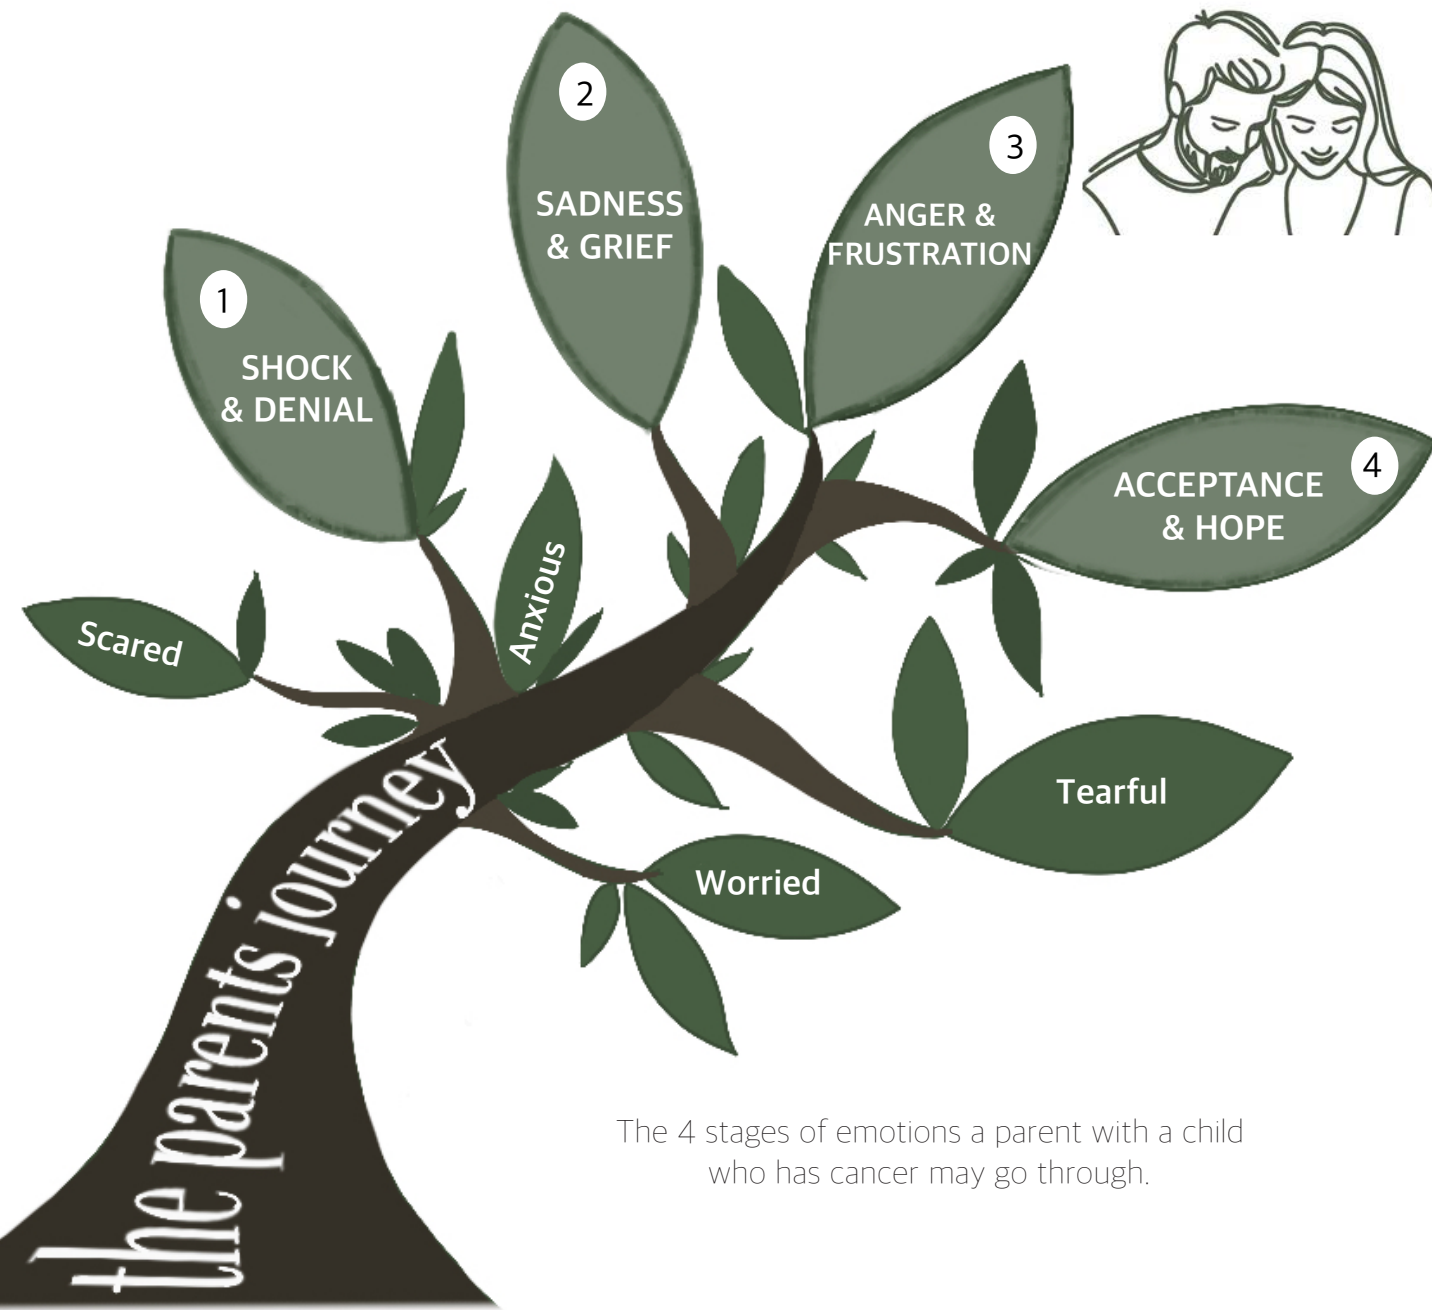 1
SHOCK
& DENIAL
2
SADNESS
& GRIEF
3
ANGER &
FRUSTRATION
4
ACCEPTANCE
& HOPE
Scared
Anxious
Tearful
Worried
the parents journey
The 4 stages of emotions a parent with a child
who has cancer may go through.